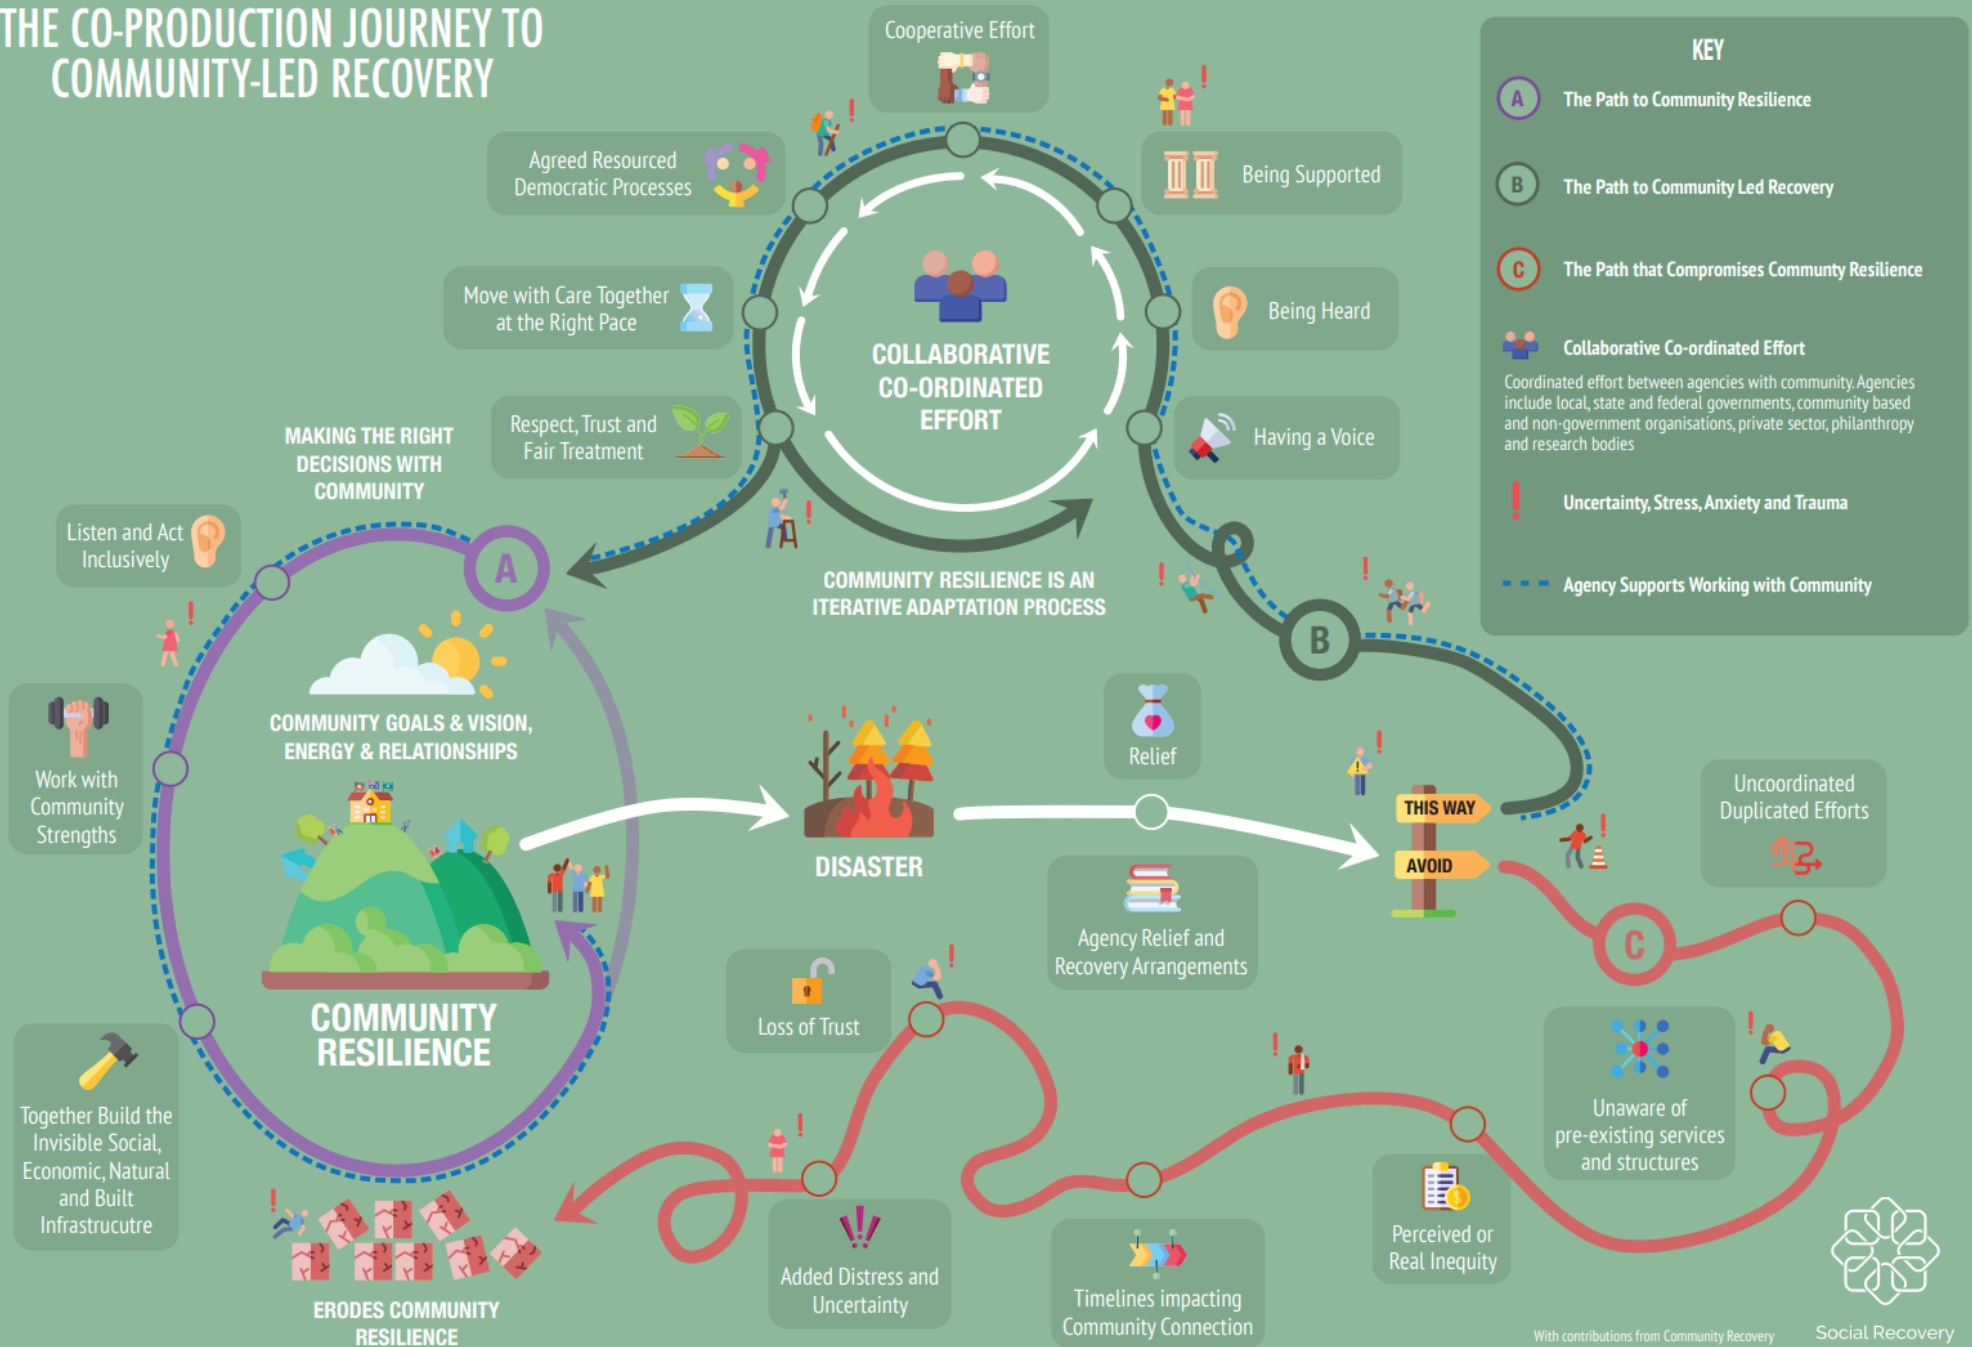 THE CO-PRODUCTION JOURNEY TO
COMMUNITY-LED RECOVERY
Cooperative Effort
Agreed Resourced
Democratic Processes
Being Supported
Move with Care Together
at the Right Pace
Being Heard
Respect, Trust and
Fair Treatment
Having a Voice
COLLABORATIVE
CO-ORDINATED
EFFORT
COMMUNITY RESILIENCE IS AN
ITERATIVE ADAPTATION PROCESS
KEY
A
The Path to Community Resilience
B
The Path to Community Led Recovery
C
The Path that Compromises Communty Resilience
Collaborative Co-ordinated Effort
Coordinated effort between agencies with community. Agencies
include local, state and federal governments, community based
and non-government organisations, private sector, philanthropy
and research bodies
Uncertainty, Stress, Anxiety and Trauma
Agency Supports Working with Community
MAKING THE RIGHT
DECISIONS WITH
COMMUNITY
A
Listen and Act
Inclusively
Work with
Community
Strengths
Together Build the
Invisible Social,
Economic, Natural
and Built
Infrastrucutre
COMMUNITY GOALS & VISION,
ENERGY & RELATIONSHIPS
COMMUNITY
RESILIENCE
DISASTER
Relief
Agency Relief and
Recovery Arrangements
B
THIS WAY
AVOID
C
Uncoordinated
Duplicated Efforts
Unaware of
pre-existing services
and structures
Perceived or
Real Inequity
Timelines impacting
Community Connection
Loss of Trust
Added Distress and
Uncertainty
ERODES COMMUNITY
RESILIENCE
With contributions from Community Recovery
Social Recovery